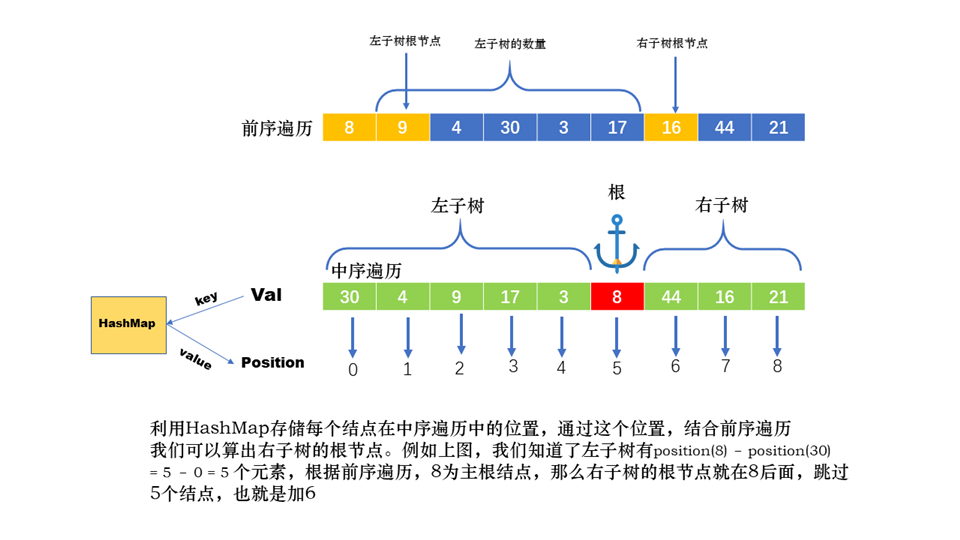 左子树根节点 左子树的数量 右子树根节点
前序遍历 8 9 4 30 3 17 16 44 21
根
左子树 右子树
中序遍历
key Val 30 4 9 17 3 8 44 16 21
HashMap
value Position 0 1 2 3 4 5 6 7 8
利用HashMap存储每个结点在中序遍历中的位置，通过这个位置，结合前序遍历
我们可以算出右子树的根节点。例如上图，我们知道了左子树有position(8) - position(30)
= 5 - 0 = 5 个元素，根据前序遍历，8为主根结点，那么右子树的根节点就在8后面，跳过
5个结点，也就是加6